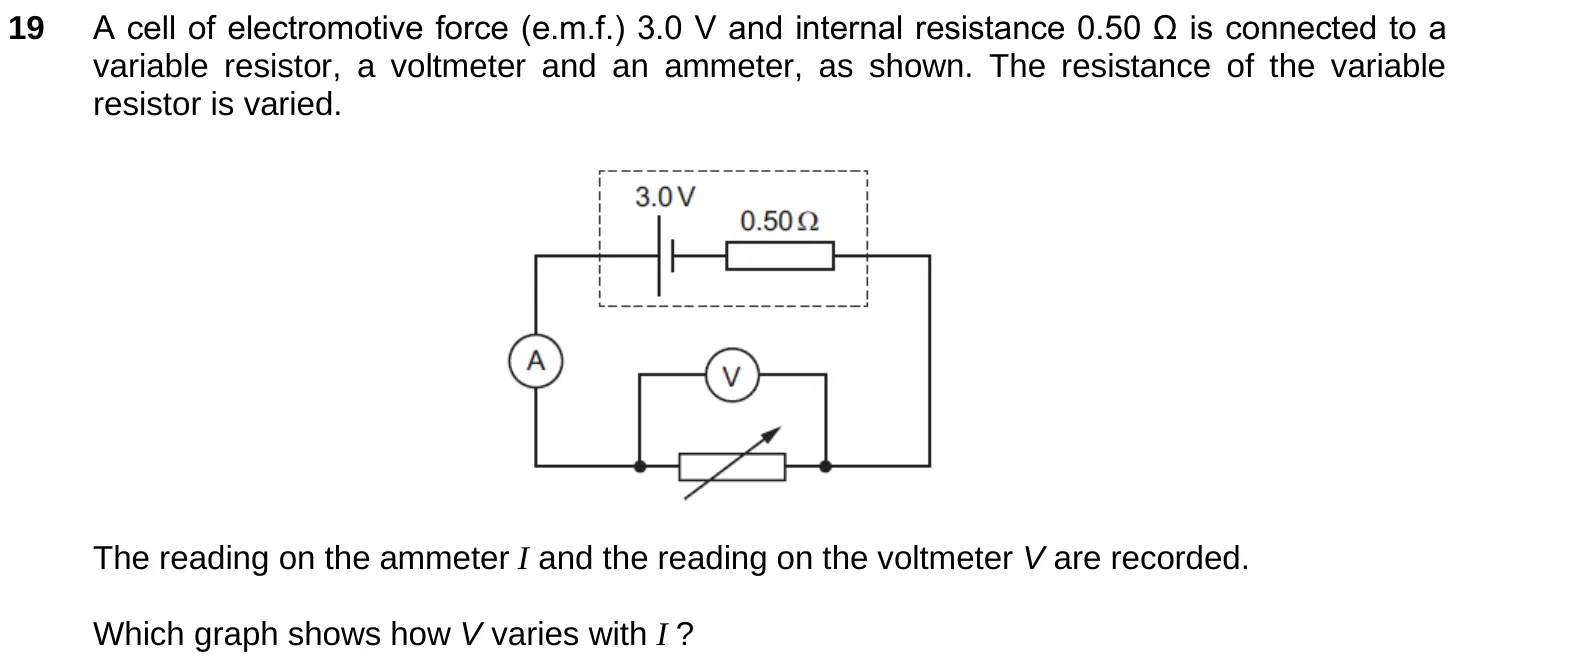 19 A cell of electromotive force (e.m.f.) 3.0 V and internal resistance 0.50 Ω is connected to a
variable resistor, a voltmeter and an ammeter, as shown. The resistance of the variable
resistor is varied.
3.0 V
0.50 Ω
A
V
The reading on the ammeter I and the reading on the voltmeter V are recorded.
Which graph shows how V varies with I ?